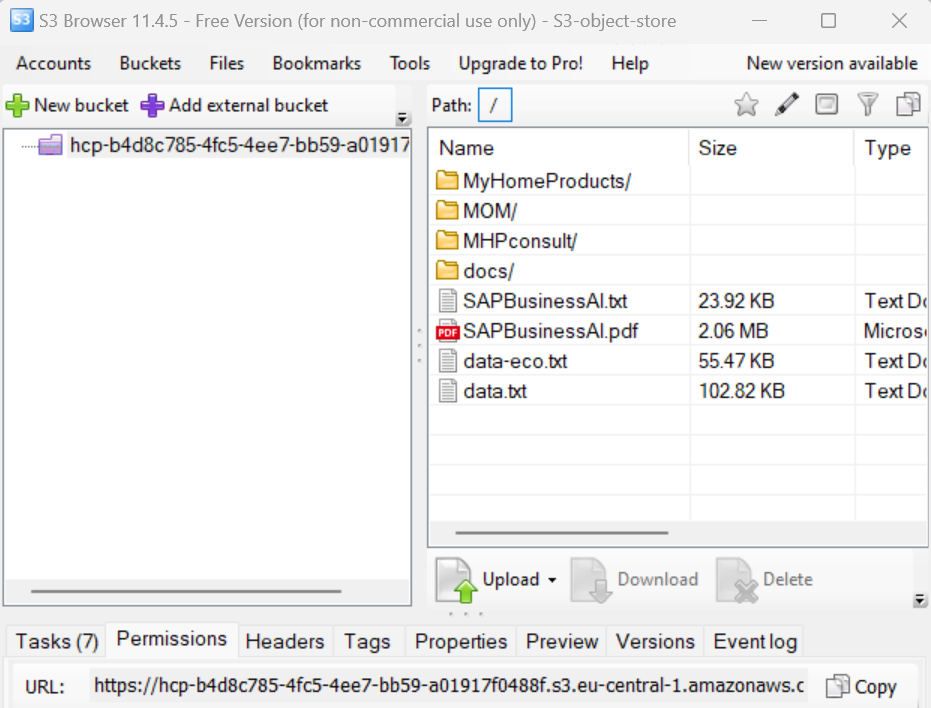 S3 S3 Browser 11.4.5 - Free Version (for non-commercial use only) - S3-object-store
Accounts Buckets Files Bookmarks Tools Upgrade to Pro! Help New version available
New bucket Add external bucket Path: /
hcp-b4d8c785-4fc5-4ee7-bb59-a01917
Name Size Type
MyHomeProducts/
MOM/
MHPconsult/
docs/
SAPBusinessAI.txt 23.92 KB Text Do
PDF SAPBusinessAI.pdf 2.06 MB Micros
data-eco.txt 55.47 KB Text Do
data.txt 102.82 KB Text Do
Upload Download Delete
Tasks (7) Permissions Headers Tags Properties Preview Versions Event log
URL: https://hcp-b4d8c785-4fc5-4ee7-bb59-a01917f0488f.s3.eu-central-1.amazonaws.c Copy